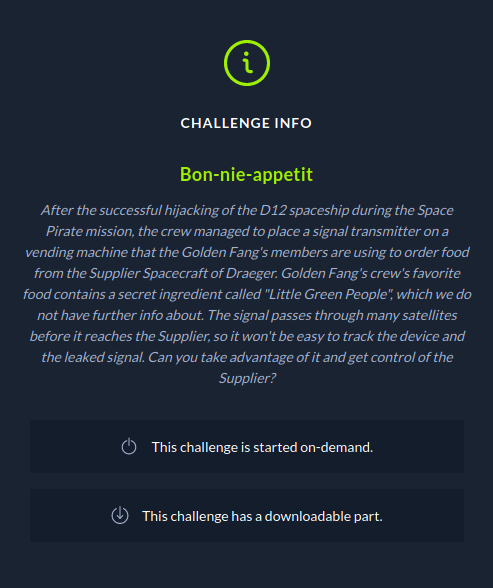 CHALLENGE INFO
Bon-nie-appetit
After the successful hijacking of the D12 spaceship during the Space
Pirate mission, the crew managed to place a signal transmitter on a
vending machine that the Golden Fang's members are using to order food
from the Supplier Spacecraft of Draeger. Golden Fang's crew's favorite
food contains a secret ingredient called "Little Green People", which we do
not have further info about. The signal passes through many satellites
before it reaches the Supplier, so it won't be easy to track the device and
the leaked signal. Can you take advantage of it and get control of the
Supplier?
This challenge is started on-demand.
This challenge has a downloadable part.